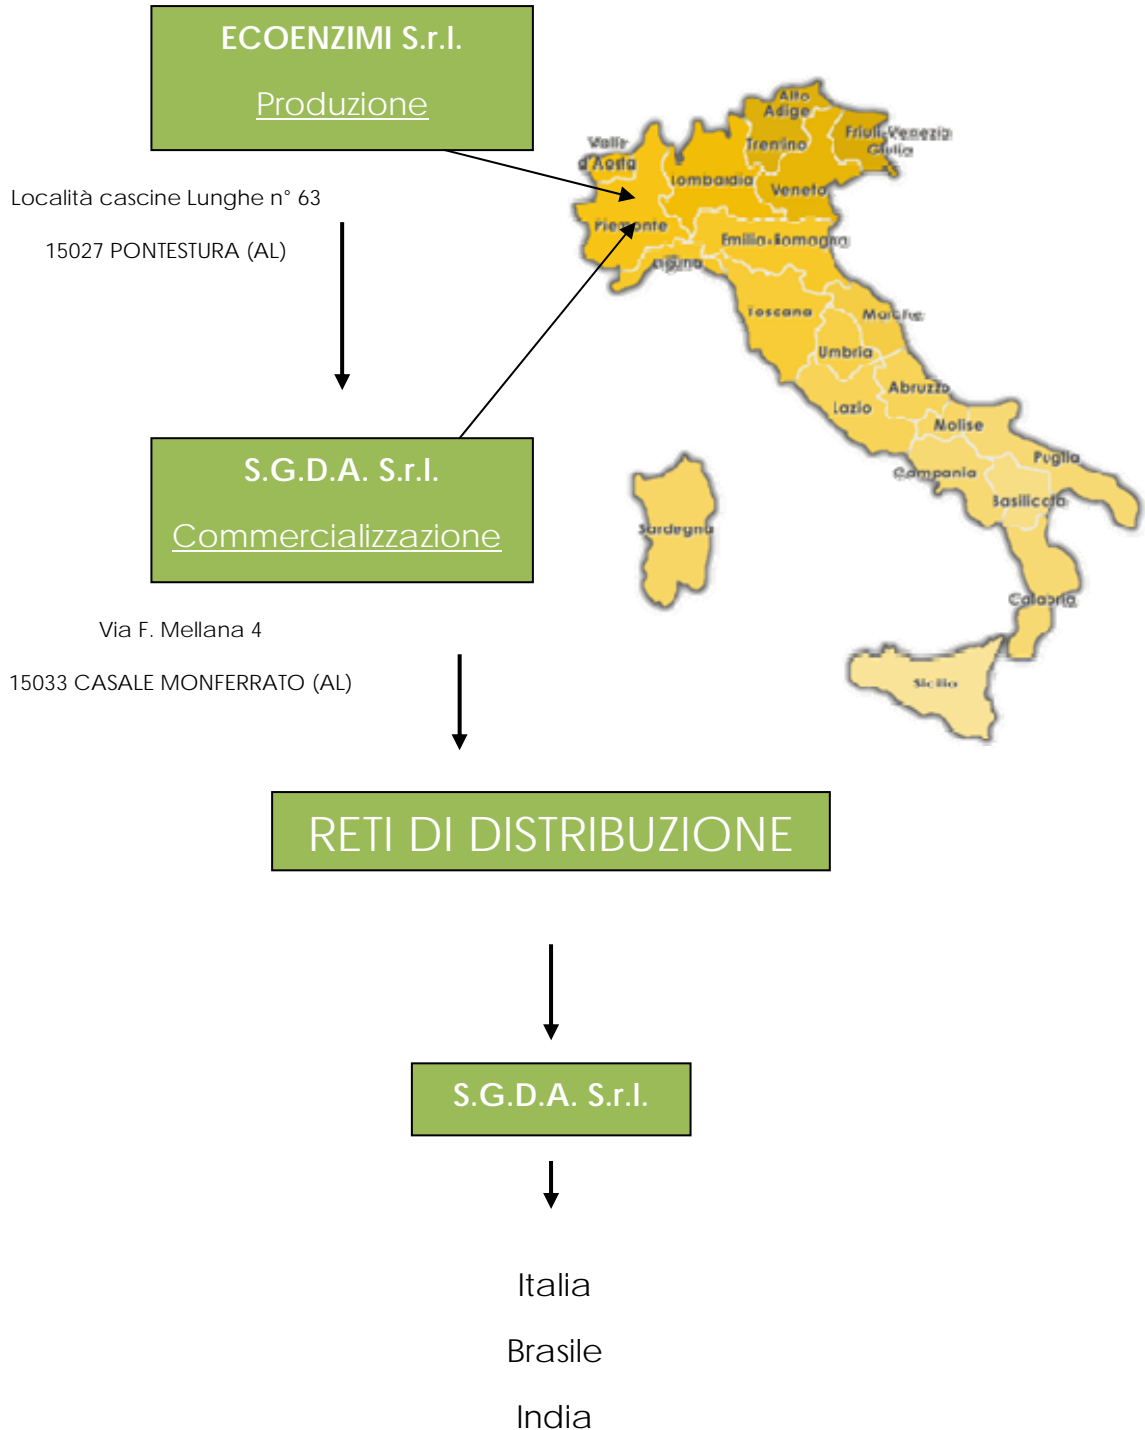 ECOENZIMI S.r.l.
Produzione
Località cascine Lunghe n° 63
15027 PONTESTURA (AL)
S.G.D.A. S.r.l.
Commercializzazione
Via F. Mellana 4
15033 CASALE MONFERRATO (AL)
Alto
Adige
Trentino
Friuli-Venezia
Giulia
Valle
d'Aosta
Lombardia
Veneto
Piemonte
Emilia-Romagna
Liguria
Toscana
Marche
Umbria
Abruzzo
Lazio
Molise
Puglia
Campania
Basilicata
Sardegna
Calabria
Sicilia
RETI DI DISTRIBUZIONE
S.G.D.A. S.r.l.
Italia
Brasile
India